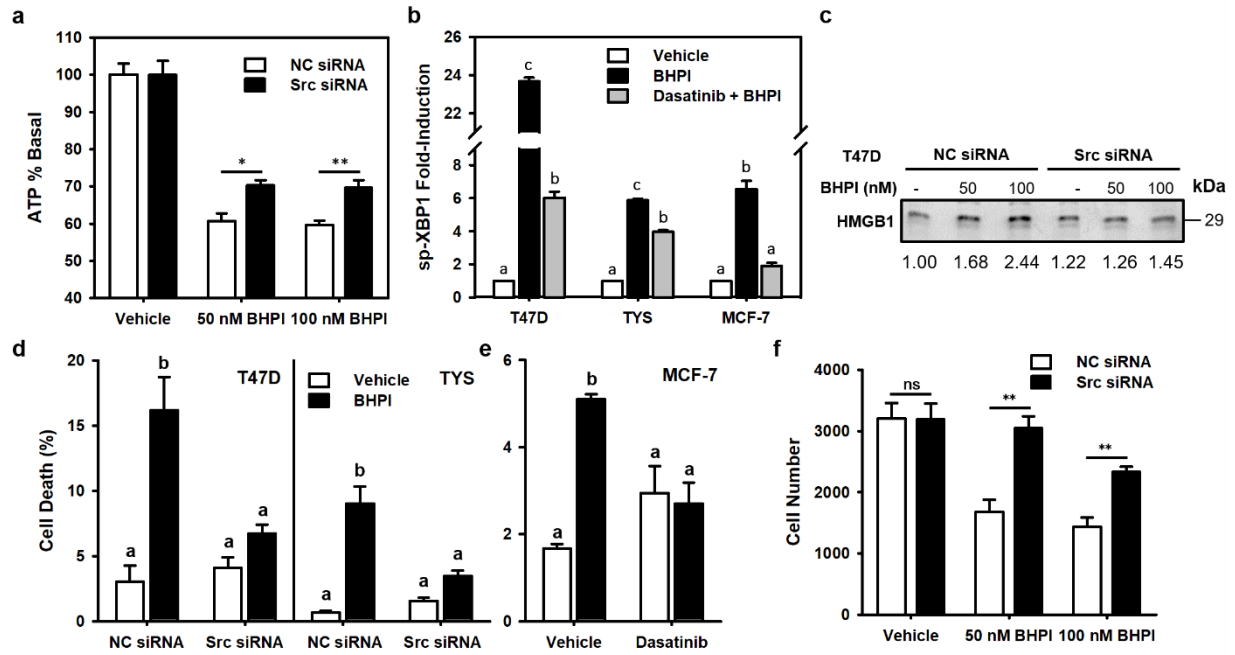 a
ATP % Basal
110
100
90
80
70
60
50
40
NC siRNA
Src siRNA
*
**
Vehicle
50 nM BHPI
100 nM BHPI
b
sp-XBP1 Fold-Induction
26
24
22
8
6
4
2
0
Vehicle
BHPI
Dasatinib + BHPI
a
c
b
a
c
b
a
b
a
T47D
TYS
MCF-7
c
T47D
NC siRNA
Src siRNA
BHPI (nM)
-
50
100
-
50
100
kDa
HMGB1
29
1.00
1.68
2.44
1.22
1.26
1.45
d
Cell Death (%)
20
15
10
5
0
T47D
Vehicle
BHPI
TYS
a
b
a
a
a
b
a
a
NC siRNA
Src siRNA
NC siRNA
Src siRNA
e
MCF-7
6
4
2
0
a
b
a
a
Vehicle
Dasatinib
f
Cell Number
4000
3000
2000
1000
0
NC siRNA
Src siRNA
ns
**
**
Vehicle
50 nM BHPI
100 nM BHPI